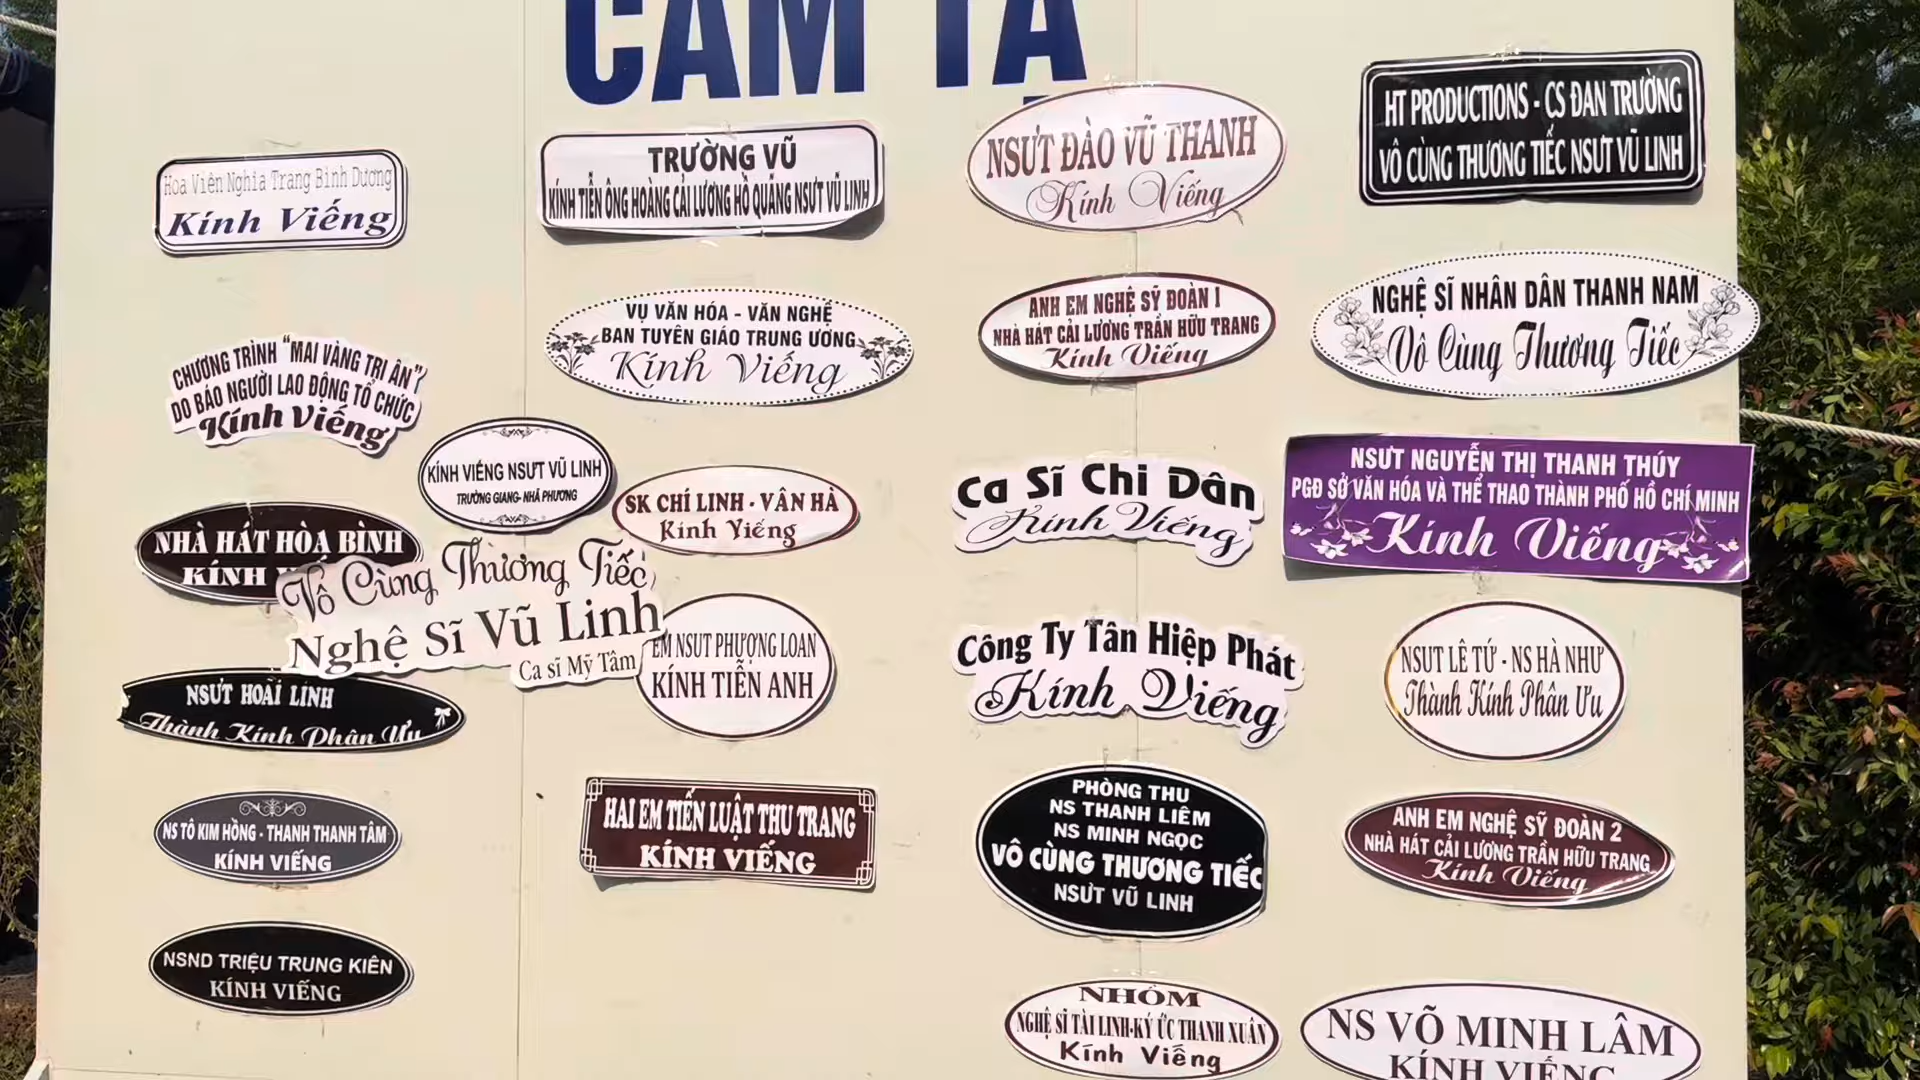 CẢM TẠ
Hoa Viên Nghĩa Trang Bình Dương
Kính Viếng
TRƯỜNG VŨ
KÍNH TIỄN ÔNG HOÀNG CẢI LƯƠNG HỒ QUẢNG NSƯT VŨ LINH
NSƯT ĐÀO VŨ THANH
Kính Viếng
HT PRODUCTIONS - CS ĐAN TRƯỜNG
VÔ CÙNG THƯƠNG TIẾC NSƯT VŨ LINH
CHƯƠNG TRÌNH "MAI VÀNG TRI ÂN"
DO BÁO NGƯỜI LAO ĐỘNG TỔ CHỨC
Kính Viếng
VỤ VĂN HÓA - VĂN NGHỆ
BAN TUYÊN GIÁO TRUNG ƯƠNG
Kính Viếng
ANH EM NGHỆ SỸ ĐOÀN 1
NHÀ HÁT CẢI LƯƠNG TRẦN HỮU TRANG
Kính Viếng
NGHỆ SĨ NHÂN DÂN THANH NAM
Vô Cùng Thương Tiếc
KÍNH VIẾNG NSƯT VŨ LINH
TRƯỜNG GIANG- NHÃ PHƯƠNG
SK CHÍ LINH - VÂN HÀ
Kính Viếng
Ca Sĩ Chi Dân
Kính Viếng
NSƯT NGUYỄN THỊ THANH THÚY
PGĐ SỞ VĂN HÓA VÀ THỂ THAO THÀNH PHỐ HỒ CHÍ MINH
Kính Viếng
NHÀ HÁT HÒA BÌNH
KÍNH
Vô Cùng Thương Tiếc
Nghệ Sĩ Vũ Linh
Ca sĩ Mỹ Tâm
EM NSUT PHƯỢNG LOAN
KÍNH TIỄN ANH
Công Ty Tân Hiệp Phát
Kính Viếng
NSƯT LÊ TỨ - NS HÀ NHƯ
Thành Kính Phân Ưu
NSƯT HOÀI LINH
Thành Kính Phân Ưu
NS TÔ KIM HỒNG - THANH THANH TÂM
KÍNH VIẾNG
HAI EM TIẾN LUẬT THU TRANG
KÍNH VIẾNG
PHÒNG THU
NS THANH LIÊM
NS MINH NGỌC
VÔ CÙNG THƯƠNG TIẾC
NSƯT VŨ LINH
ANH EM NGHỆ SỸ ĐOÀN 2
NHÀ HÁT CẢI LƯƠNG TRẦN HỮU TRANG
Kính Viếng
NSND TRIỆU TRUNG KIÊN
KÍNH VIẾNG
NHÓM
NGHỆ SĨ TÀI LINH-KÝ ỨC THANH XUÂN
Kính Viếng
NS VÕ MINH LÂM
KÍNH VIẾNG